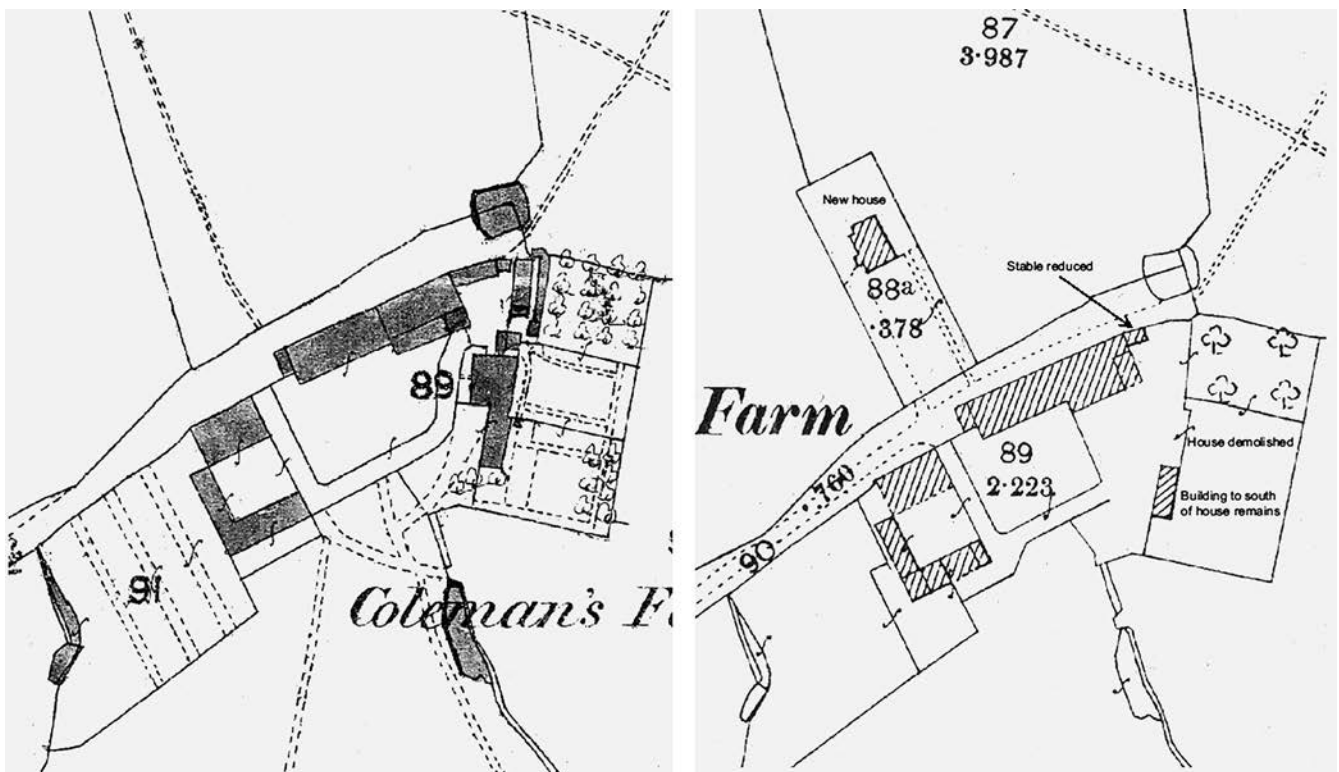 89
91
Coleman's F
87
3·987
New house
88a
·378
Stable reduced
Farm
89
2·223
·760
90
House demolished
Building to south
of house remains